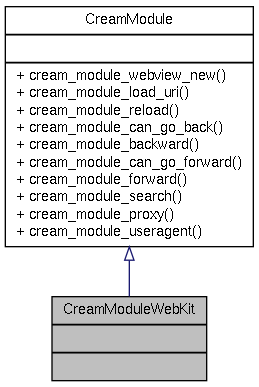 CreamModule
+ cream_module_webview_new()
+ cream_module_load_uri()
+ cream_module_reload()
+ cream_module_can_go_back()
+ cream_module_backward()
+ cream_module_can_go_forward()
+ cream_module_forward()
+ cream_module_search()
+ cream_module_proxy()
+ cream_module_useragent()
CreamModuleWebKit